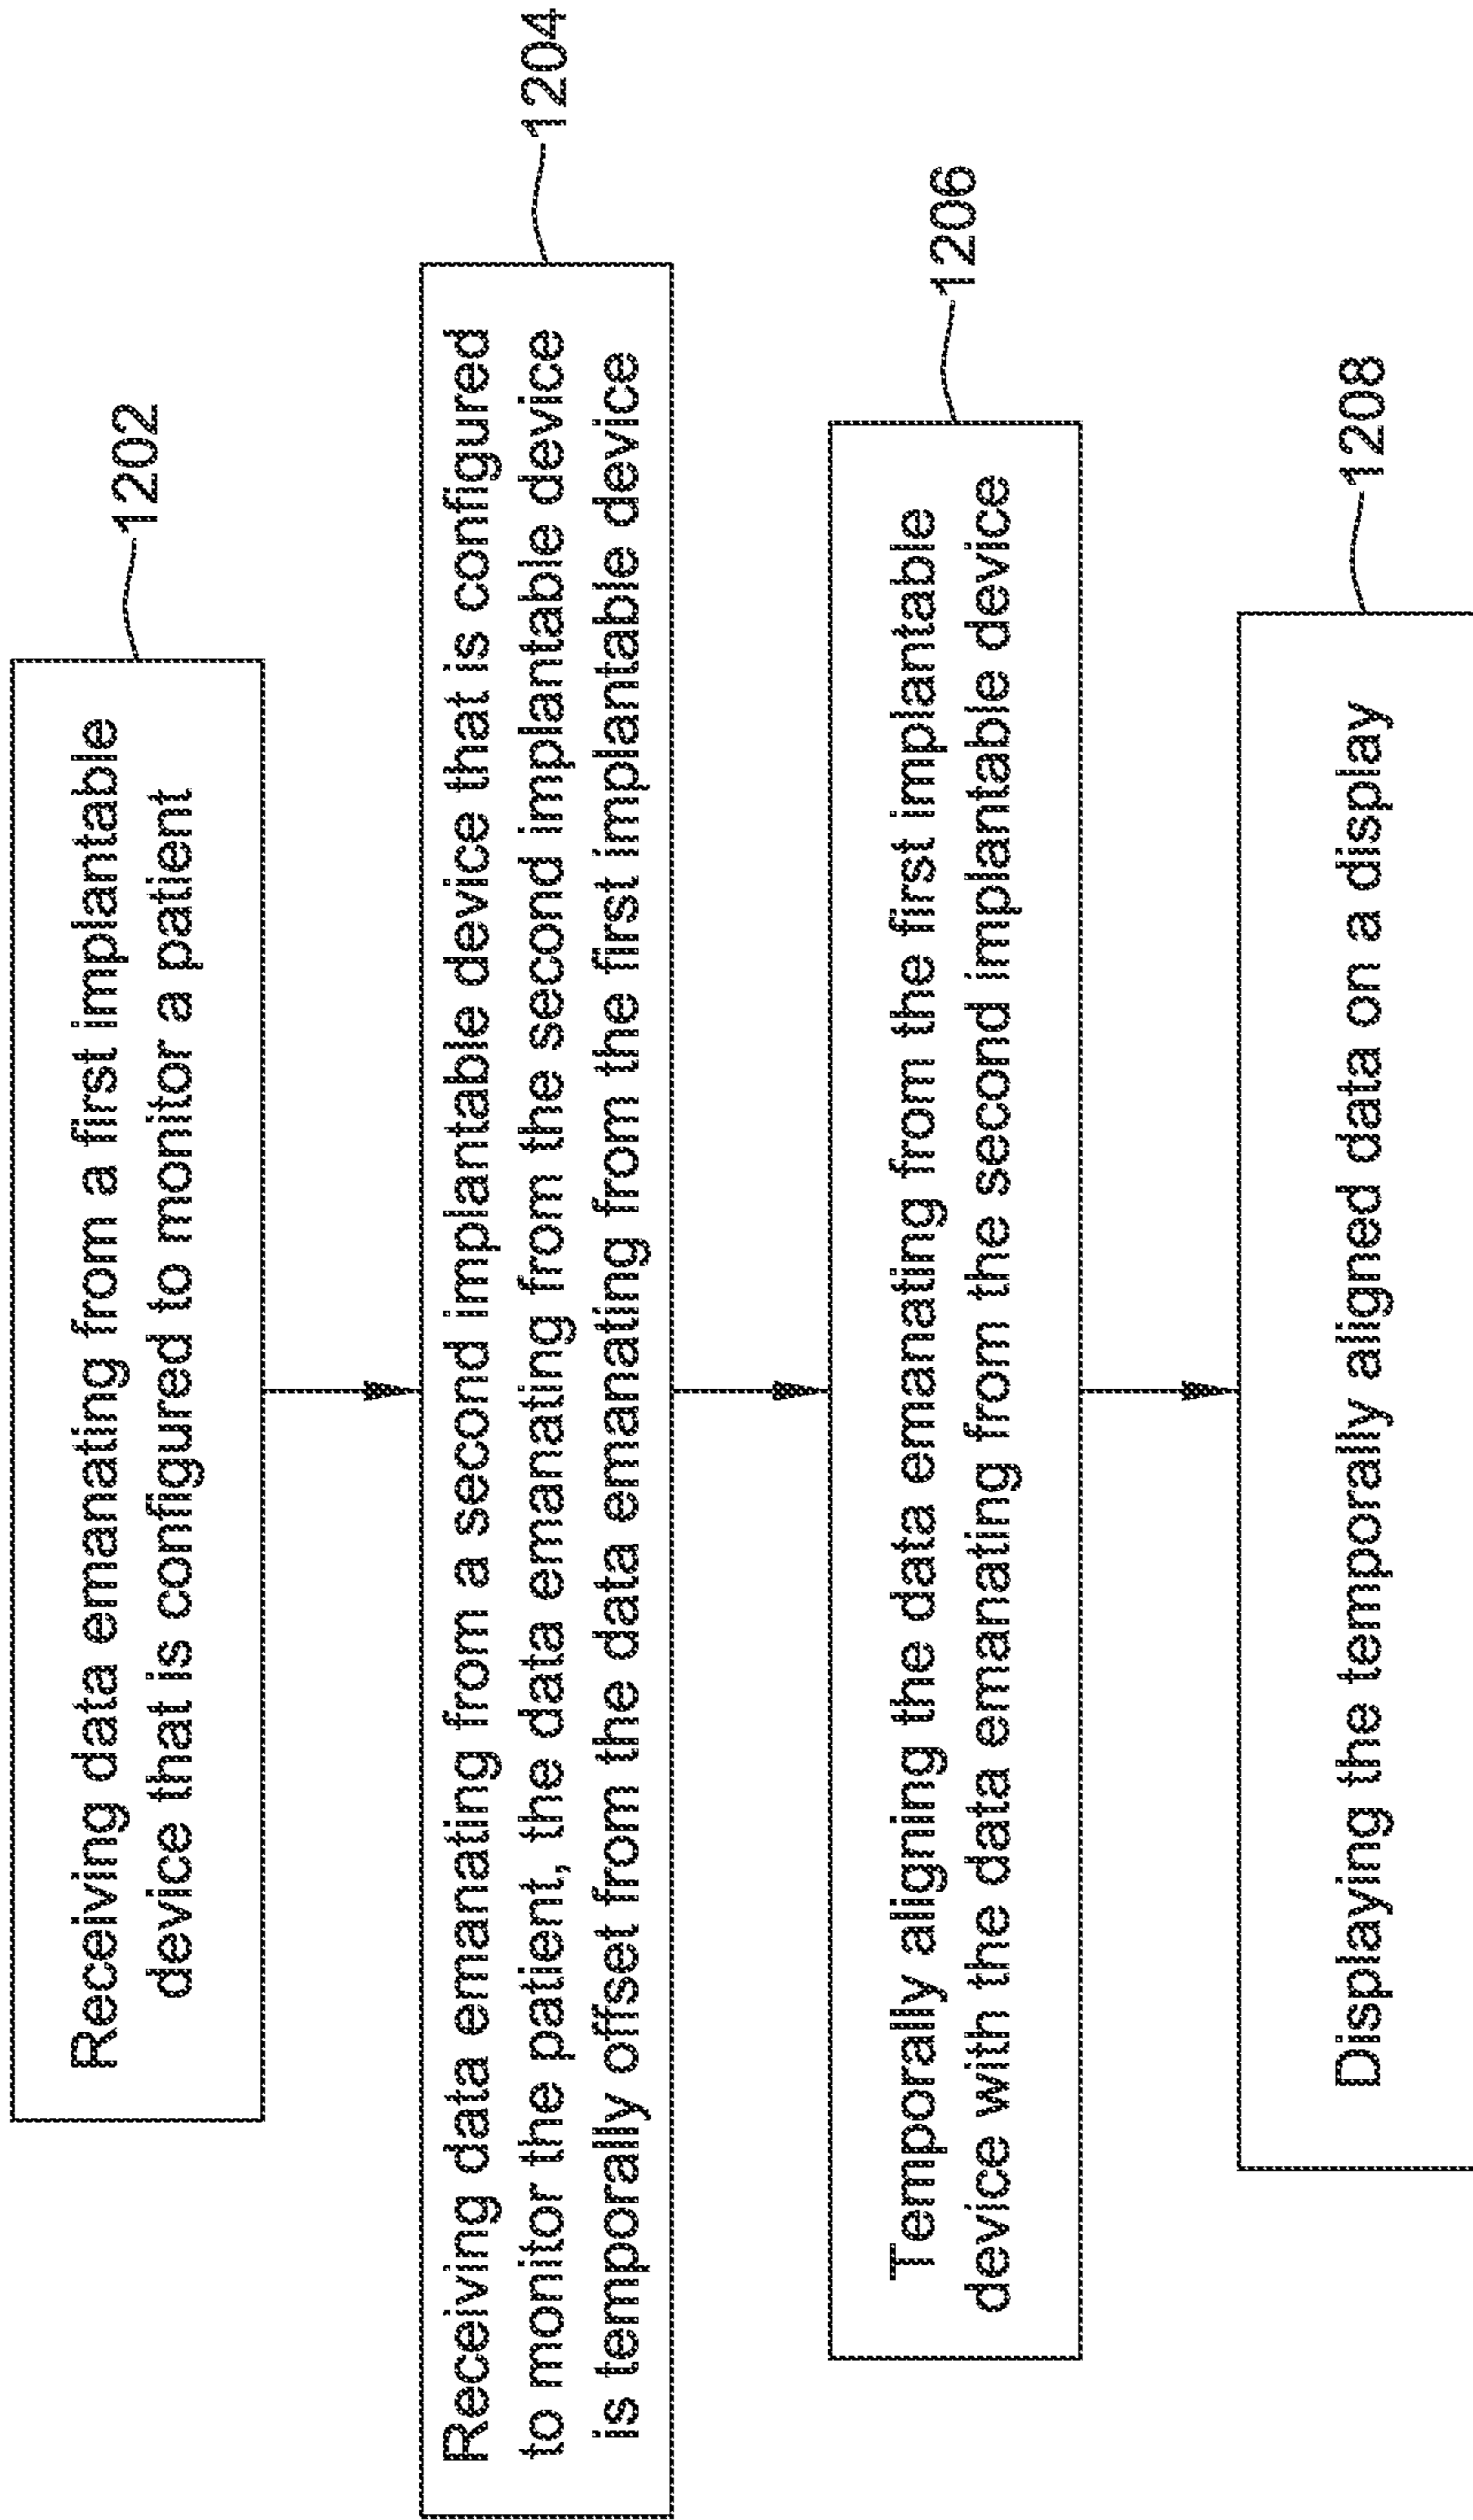 Receiving data emanating from a first implantable
device that is configured to monitor a patient
1202
Receiving data emanating from a second implantable device that is configured
to monitor the patient, the data emanating from the second implantable device
is temporally offset from the data emanating from the first implantable device
1204
Temporally aligning the data emanating from the first implantable
device with the data emanating from the second implantable device
1206
Displaying the temporally aligned data on a display
1208